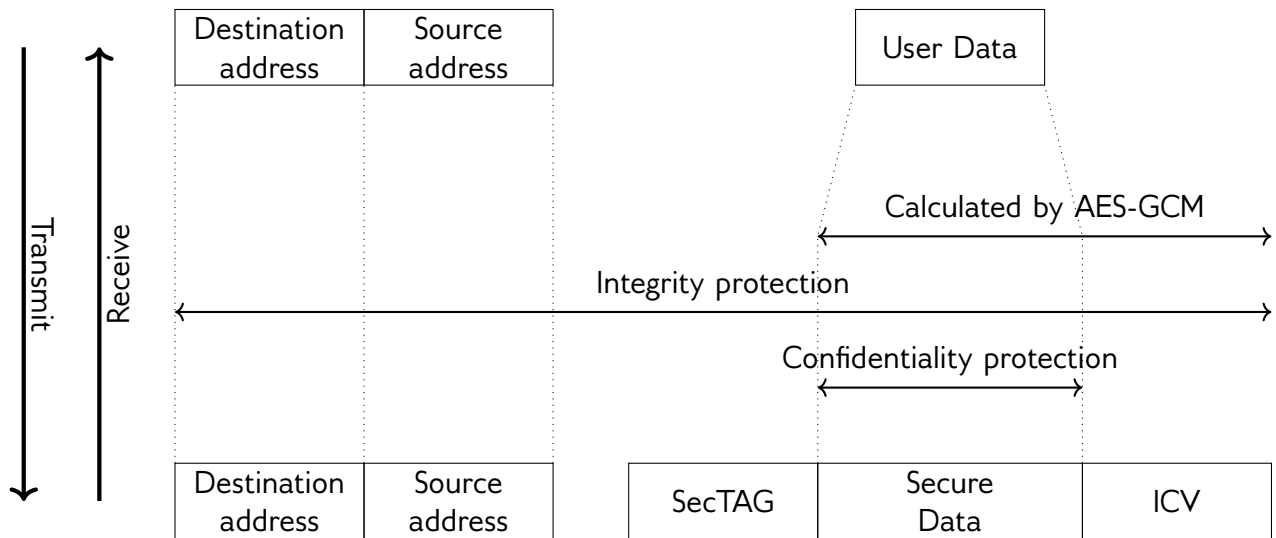 Destination
address
Source
address
User Data
Transmit
Receive
Calculated by AES-GCM
Integrity protection
Confidentiality protection
Destination
address
Source
address
SecTAG
Secure
Data
ICV